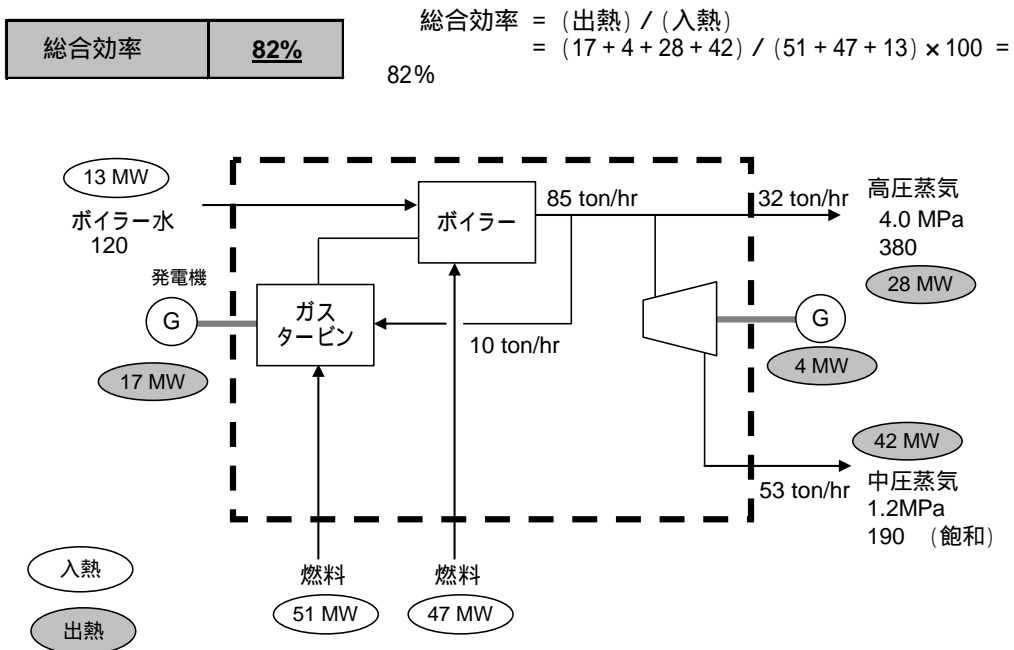 総合効率 82%
総合効率 = (出熱) / (入熱)
= (17 + 4 + 28 + 42) / (51 + 47 + 13) × 100 =
82%
13 MW
ボイラー水
120
発電機
G
17 MW
ボイラー
ガス
タービン
85 ton/hr
10 ton/hr
32 ton/hr
高圧蒸気
4.0 MPa
380
28 MW
G
4 MW
42 MW
53 ton/hr
中圧蒸気
1.2MPa
190 (飽和)
入熱
出熱
燃料
51 MW
燃料
47 MW